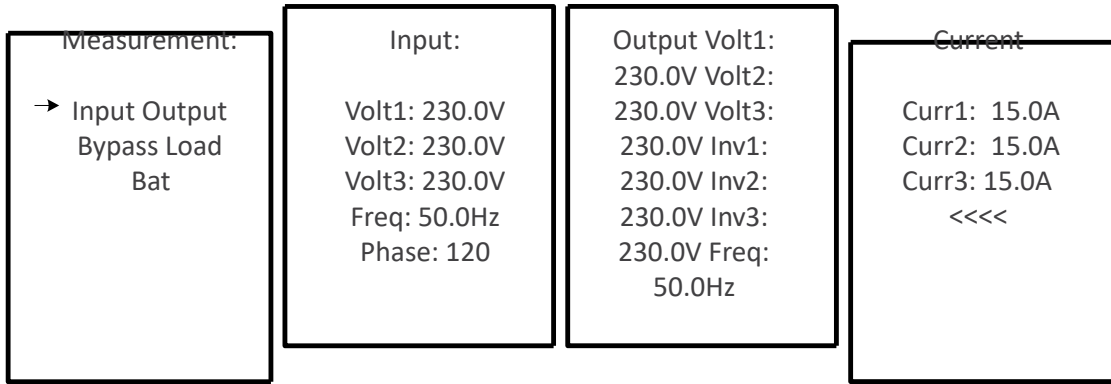 Measurement:
Input Output
Bypass Load
Bat
Input:
Volt1: 230.0V
Volt2: 230.0V
Volt3: 230.0V
Freq: 50.0Hz
Phase: 120
Output Volt1:
230.0V Volt2:
230.0V Volt3:
230.0V Inv1:
230.0V Inv2:
230.0V Inv3:
230.0V Freq:
50.0Hz
Current
Curr1: 15.0A
Curr2: 15.0A
Curr3: 15.0A
<<<<